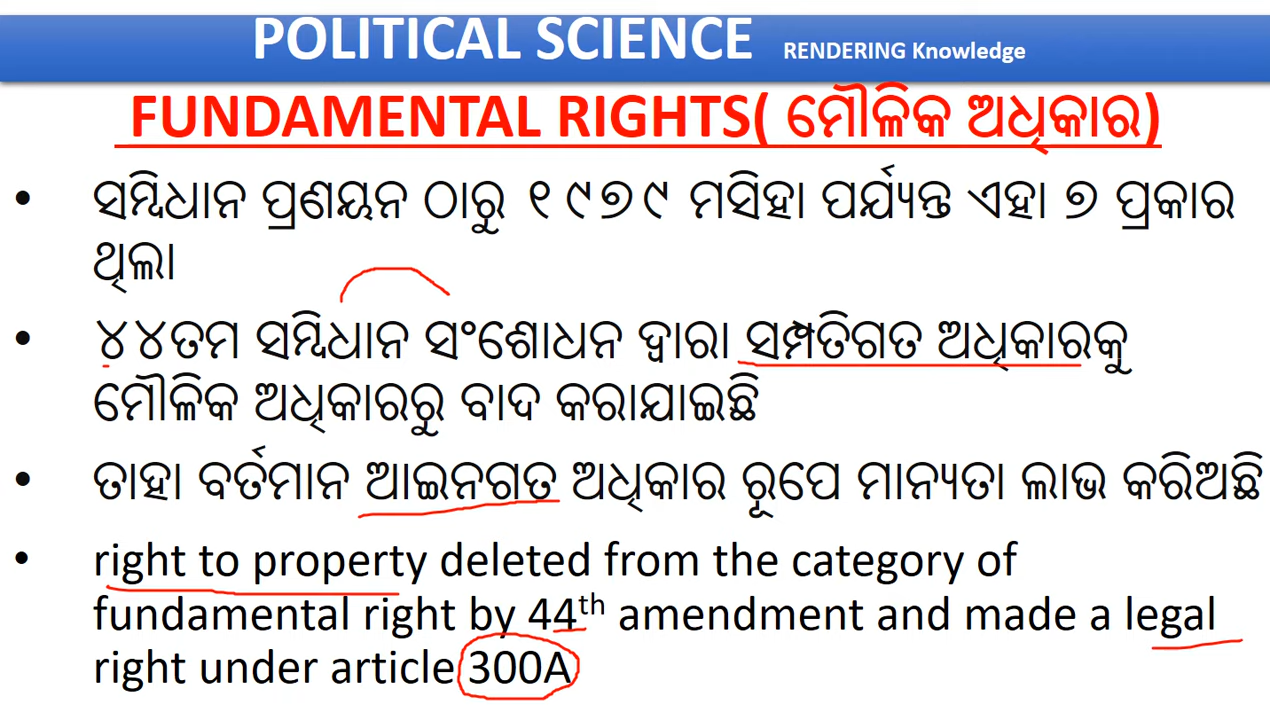 POLITICAL SCIENCE RENDERING Knowledge
FUNDAMENTAL RIGHTS( ମୌଳିକ ଅଧିକାର)
• ସମ୍ଭିଧାନ ପ୍ରଣୟନ ଠାରୁ ୧୯୭୯ ମସିହା ପର୍ଯ୍ୟନ୍ତ ଏହା ୭ ପ୍ରକାର
ଥିଲା
• ୪୪ତମ ସମ୍ଭିଧାନ ସଂଶୋଧନ ଦ୍ୱାରା ସମ୍ପତିଗତ ଅଧିକାରକୁ
ମୌଳିକ ଅଧିକାରରୁ ବାଦ କରାଯାଇଛି
• ତାହା ବର୍ତମାନ ଆଇନଗତ ଅଧିକାର ରୂପେ ମାନ୍ୟତା ଲାଭ କରିଅଛି
• right to property deleted from the category of
fundamental right by 44th amendment and made a legal
right under article 300A